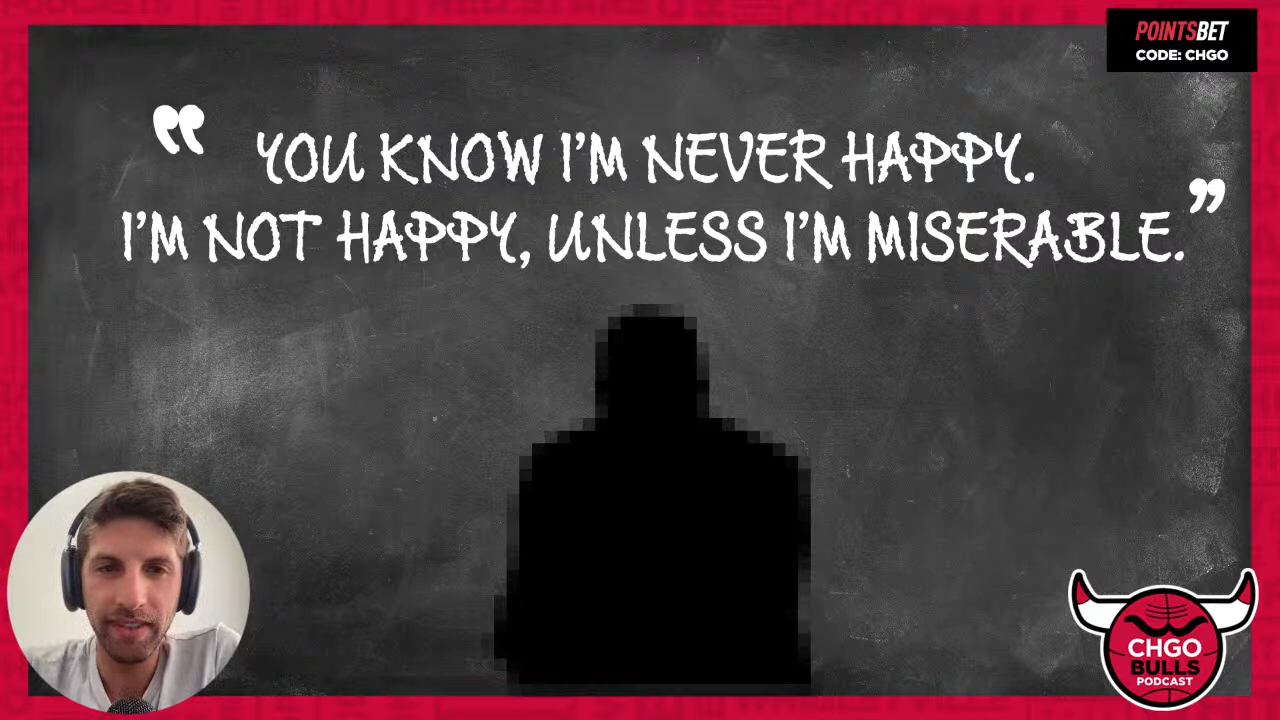 POINTSBET
CODE: CHGO
“ YOU KNOW I’M NEVER HAPPY.
I’M NOT HAPPY, UNLESS I’M MISERABLE.”
CHGO
BULLS
PODCAST